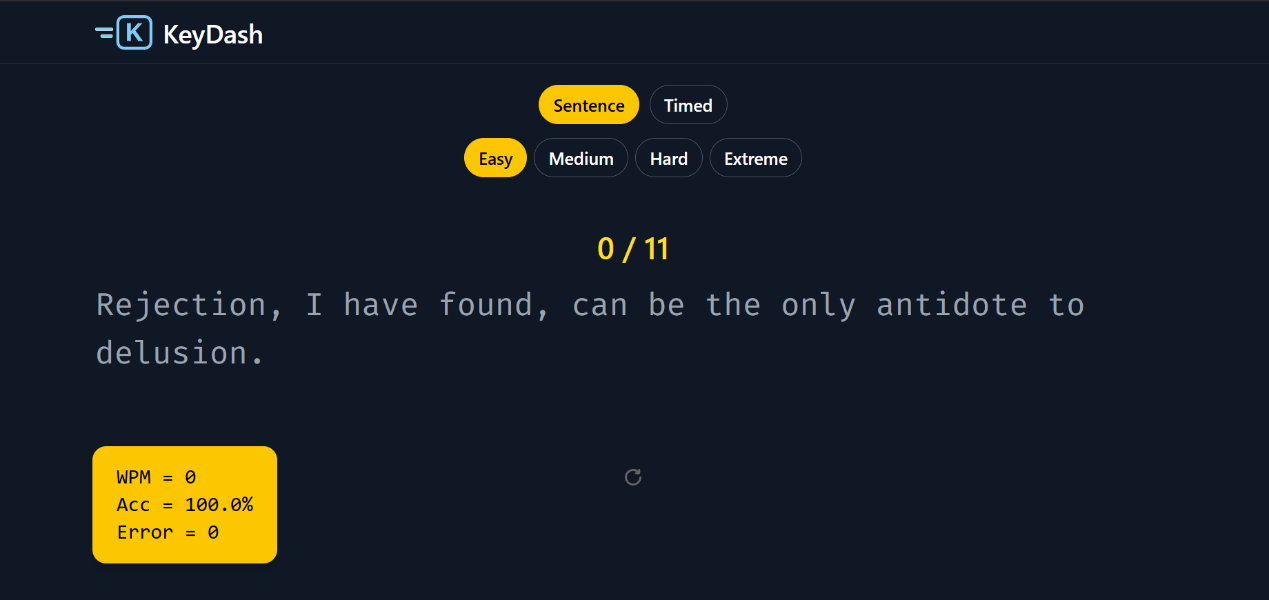 K KeyDash
Sentence Timed
Easy Medium Hard Extreme
0 / 11
Rejection, I have found, can be the only antidote to
delusion.
WPM = 0
Acc = 100.0%
Error = 0